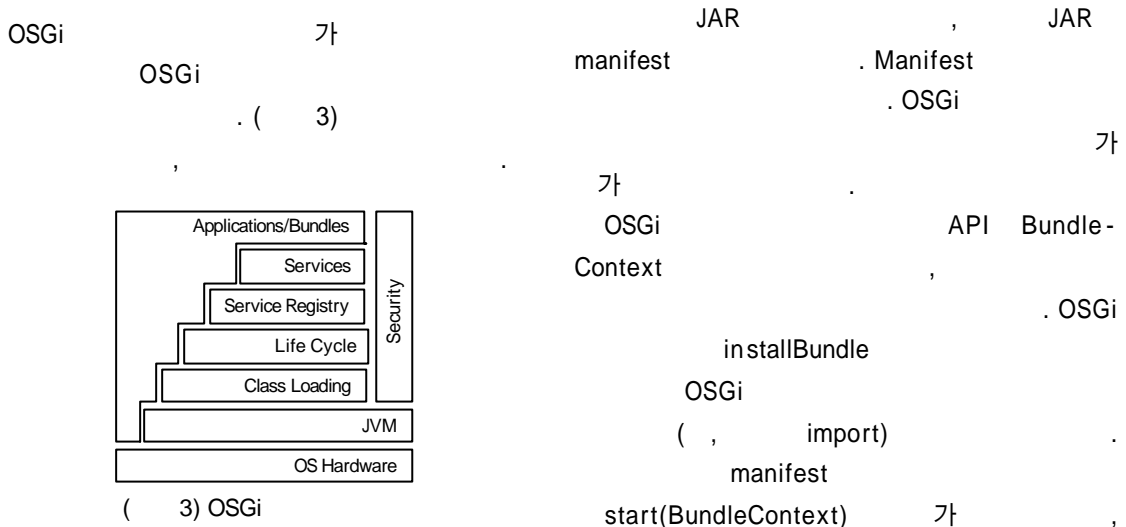 OSGi 가
OSGi
. ( 3)
, .
Applications/Bundles
Services
Service Registry
Life Cycle
Class Loading
JVM
OS Hardware
Security
( 3) OSGi
JAR , JAR
manifest . Manifest
. OSGi
가
가 .
OSGi API Bundle-
Context ,
. OSGi
installBundle
OSGi
( , import) .
manifest
start(BundleContext) 가 ,